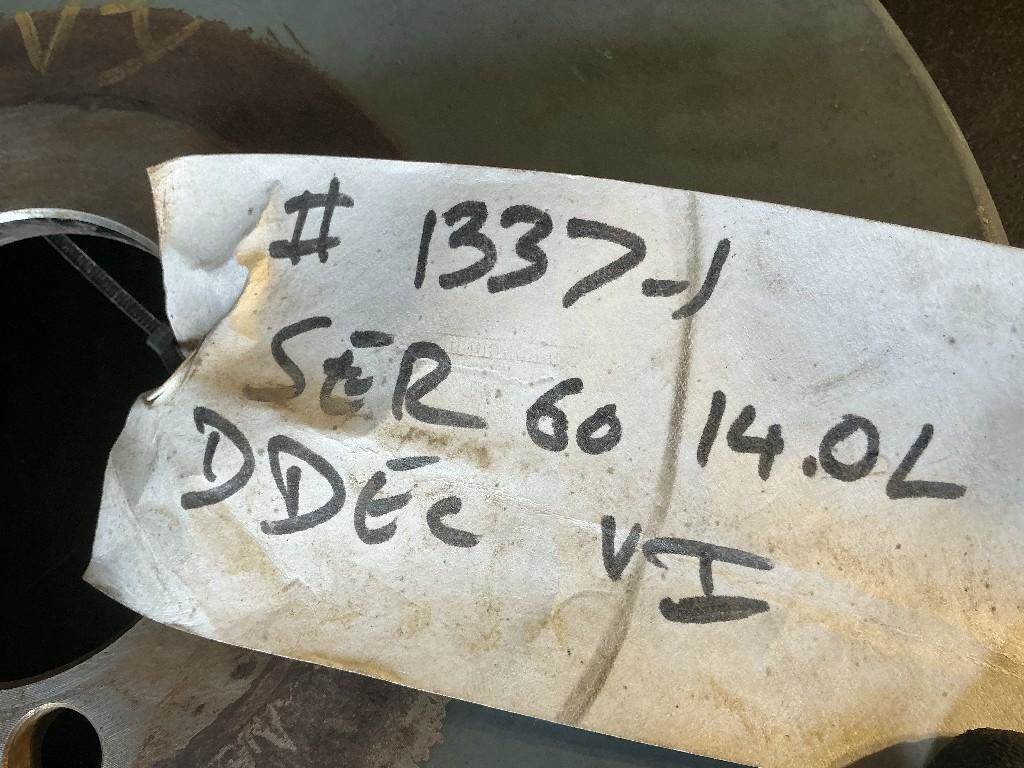 # 1337-1
SER 60 14.0L
DDEC VI